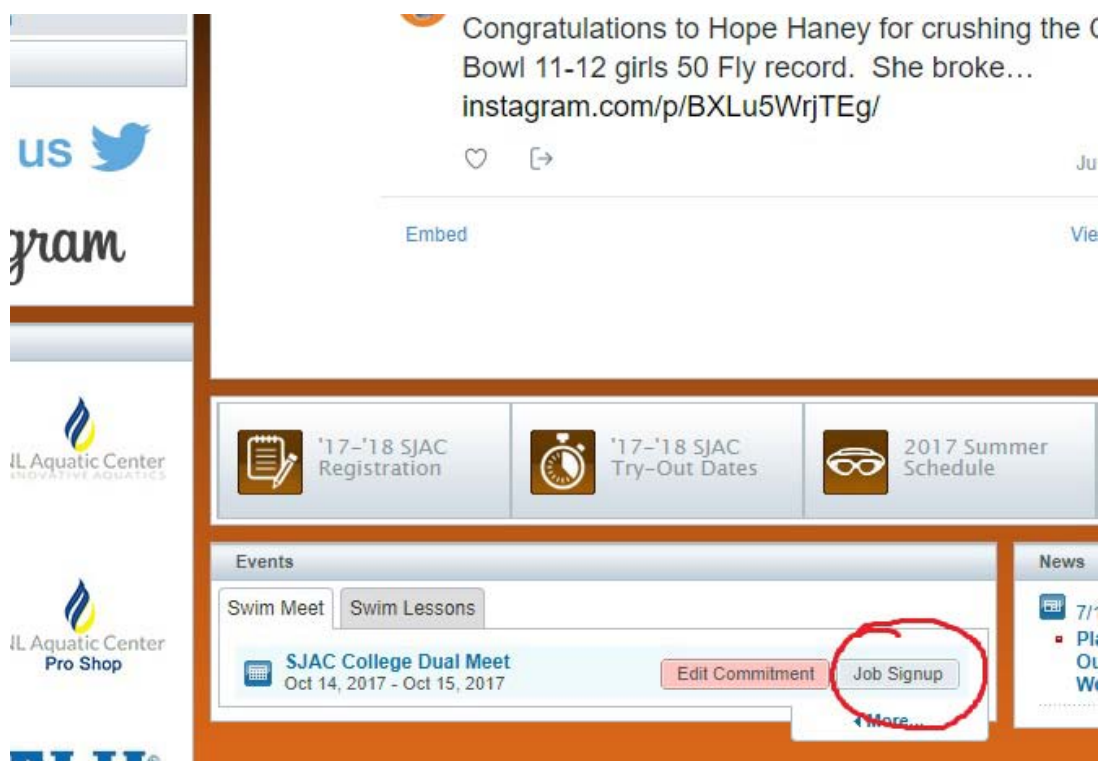 Congratulations to Hope Haney for crushing the
Bowl 11-12 girls 50 Fly record. She broke…
instagram.com/p/BXLu5WrjTEg/
us
gram
Embed
Aquatic Center
INNOVATIVE AQUATICS
'17-'18 SJAC
Registration
'17-'18 SJAC
Try-Out Dates
2017 Summer
Schedule
Aquatic Center
Pro Shop
Events
Swim Meet
Swim Lessons
SJAC College Dual Meet
Oct 14, 2017 - Oct 15, 2017
Edit Commitment
Job Signup
More...
News